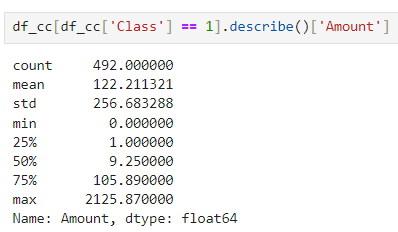 df_cc[df_cc['Class'] == 1].describe()['Amount']
count    492.000000
mean     122.211321
std      256.683288
min        0.000000
25%        1.000000
50%        9.250000
75%      105.890000
max     2125.870000
Name: Amount, dtype: float64